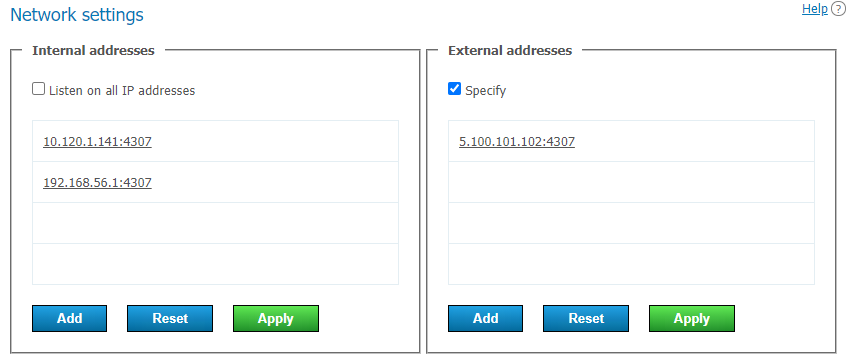 Network settings
Help ?
Internal addresses
Listen on all IP addresses
10.120.1.141:4307
192.168.56.1:4307
Add
Reset
Apply
External addresses
Specify
5.100.101.102:4307
Add
Reset
Apply